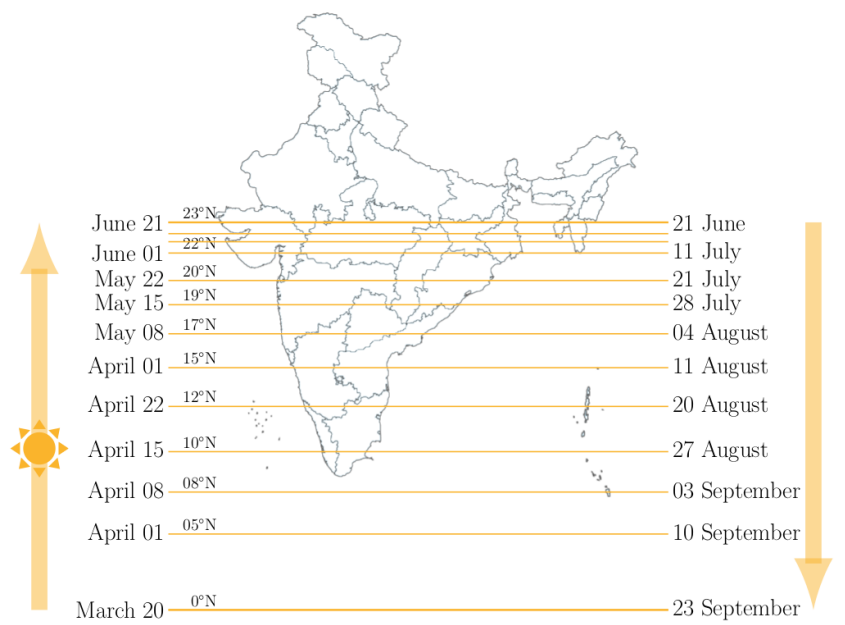 June 21 23°N 21 June
June 01 22°N 11 July
May 22 20°N 21 July
May 15 19°N 28 July
May 08 17°N 04 August
April 01 15°N 11 August
April 22 12°N 20 August
April 15 10°N 27 August
April 08 08°N 03 September
April 01 05°N 10 September
March 20 0°N 23 September